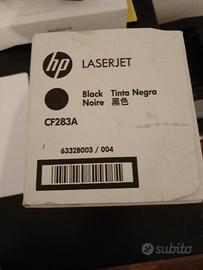 hp LASERJET
Black Tinta Negra
Noire 黑色
CF283A
/ 63328003 / 004
subito